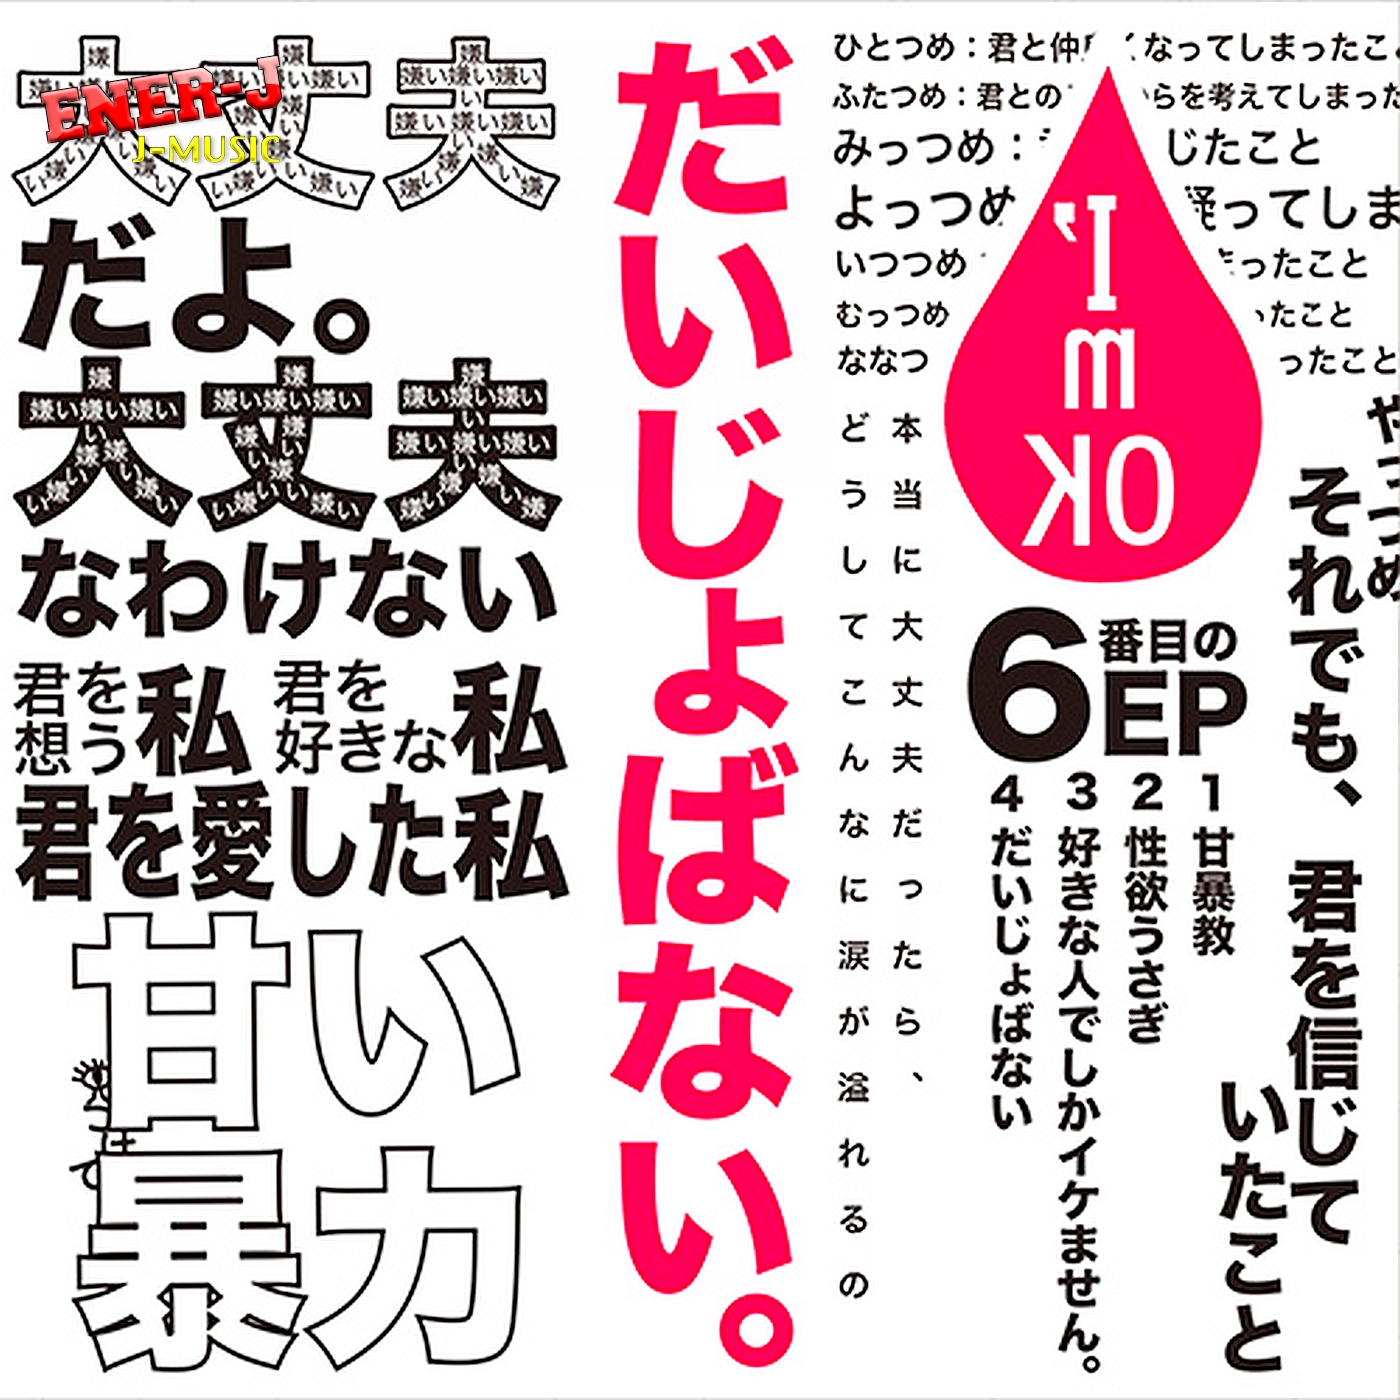 大丈夫
ENER-J
J-MUSIC
だよ。
大丈夫
なわけない
君を想う私 君を好きな私
君を愛した私
甘い
暴力
だいじょばない。
ひとつめ：君と仲 くなってしまったこ
ふたつめ：君との からを考えてしまった
みっつめ： じたこと
よっつめ ってしま
いつつめ ったこと
むっつめ たこと
ななつ ったこと
やっつめ
本当に大丈夫だったら、
どうしてこんなに涙が溢れるの
I'm
OK
6番目のEP
1 甘暴教
2 性欲うさぎ
3 好きな人でしかイケません。
4 だいじょばない
それでも、 君を信じて
いたこと